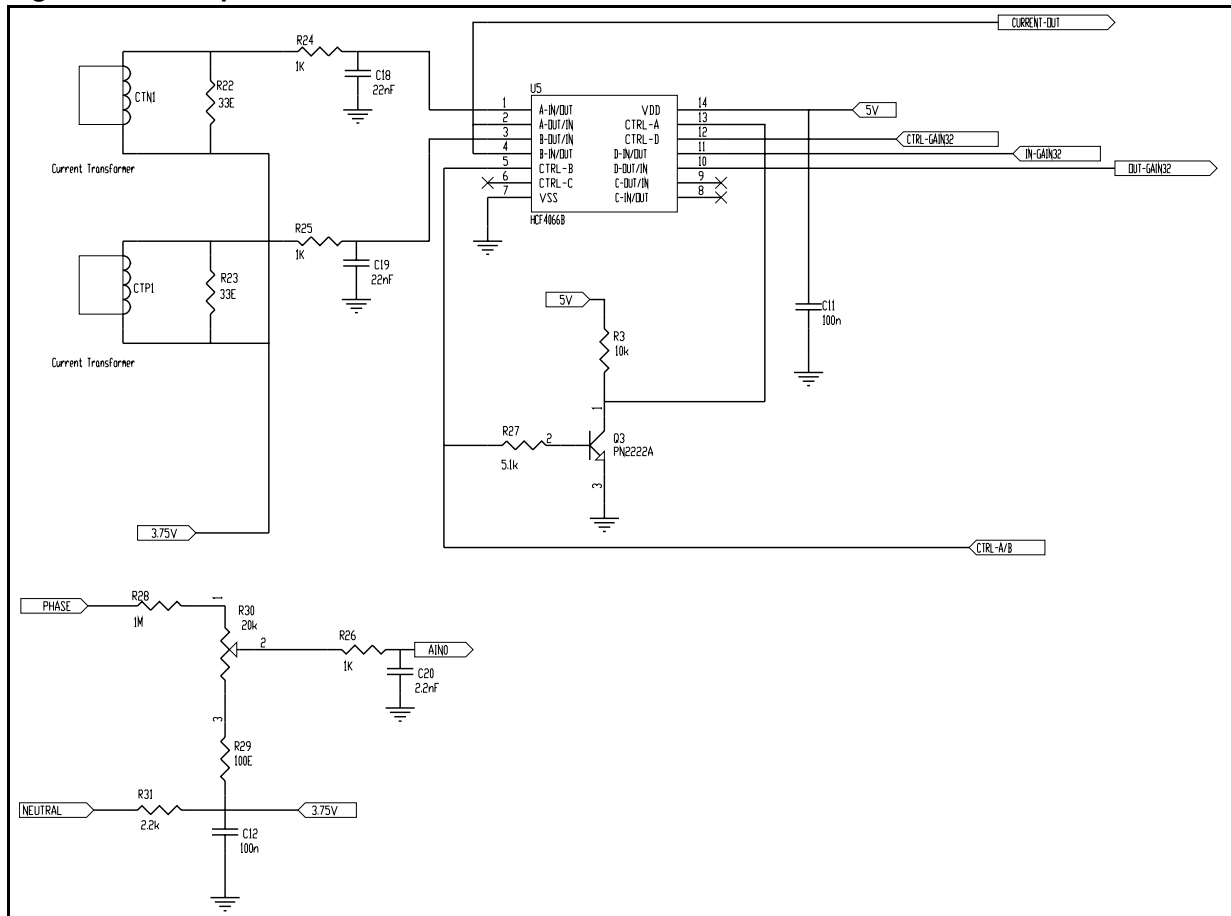 CURRENT-OUT
R24
1K
C18
22nF
CTN1
R22
33E
Current Transformer
U5
1 A-IN/OUT VDD 14 5V
2 A-OUT/IN CTRL-A 13
3 B-OUT/IN CTRL-D 12 CTRL-GAIN32
4 B-IN/OUT D-IN/OUT 11 IN-GAIN32
5 CTRL-B D-OUT/IN 10 OUT-GAIN32
6 CTRL-C C-OUT/IN 9
7 VSS C-IN/OUT 8
HCF4066B
R25
1K
C19
22nF
CTP1
R23
33E
Current Transformer
5V
R3
10k
C11
100n
1
R27
5.1k
2
Q3
PN2222A
3
3.75V
CTRL-A/B
PHASE
R28
1M
1
R30
20k
2
R26
1K
AIN0
C20
2.2nF
3
R29
100E
NEUTRAL
R31
2.2k
3.75V
C12
100n